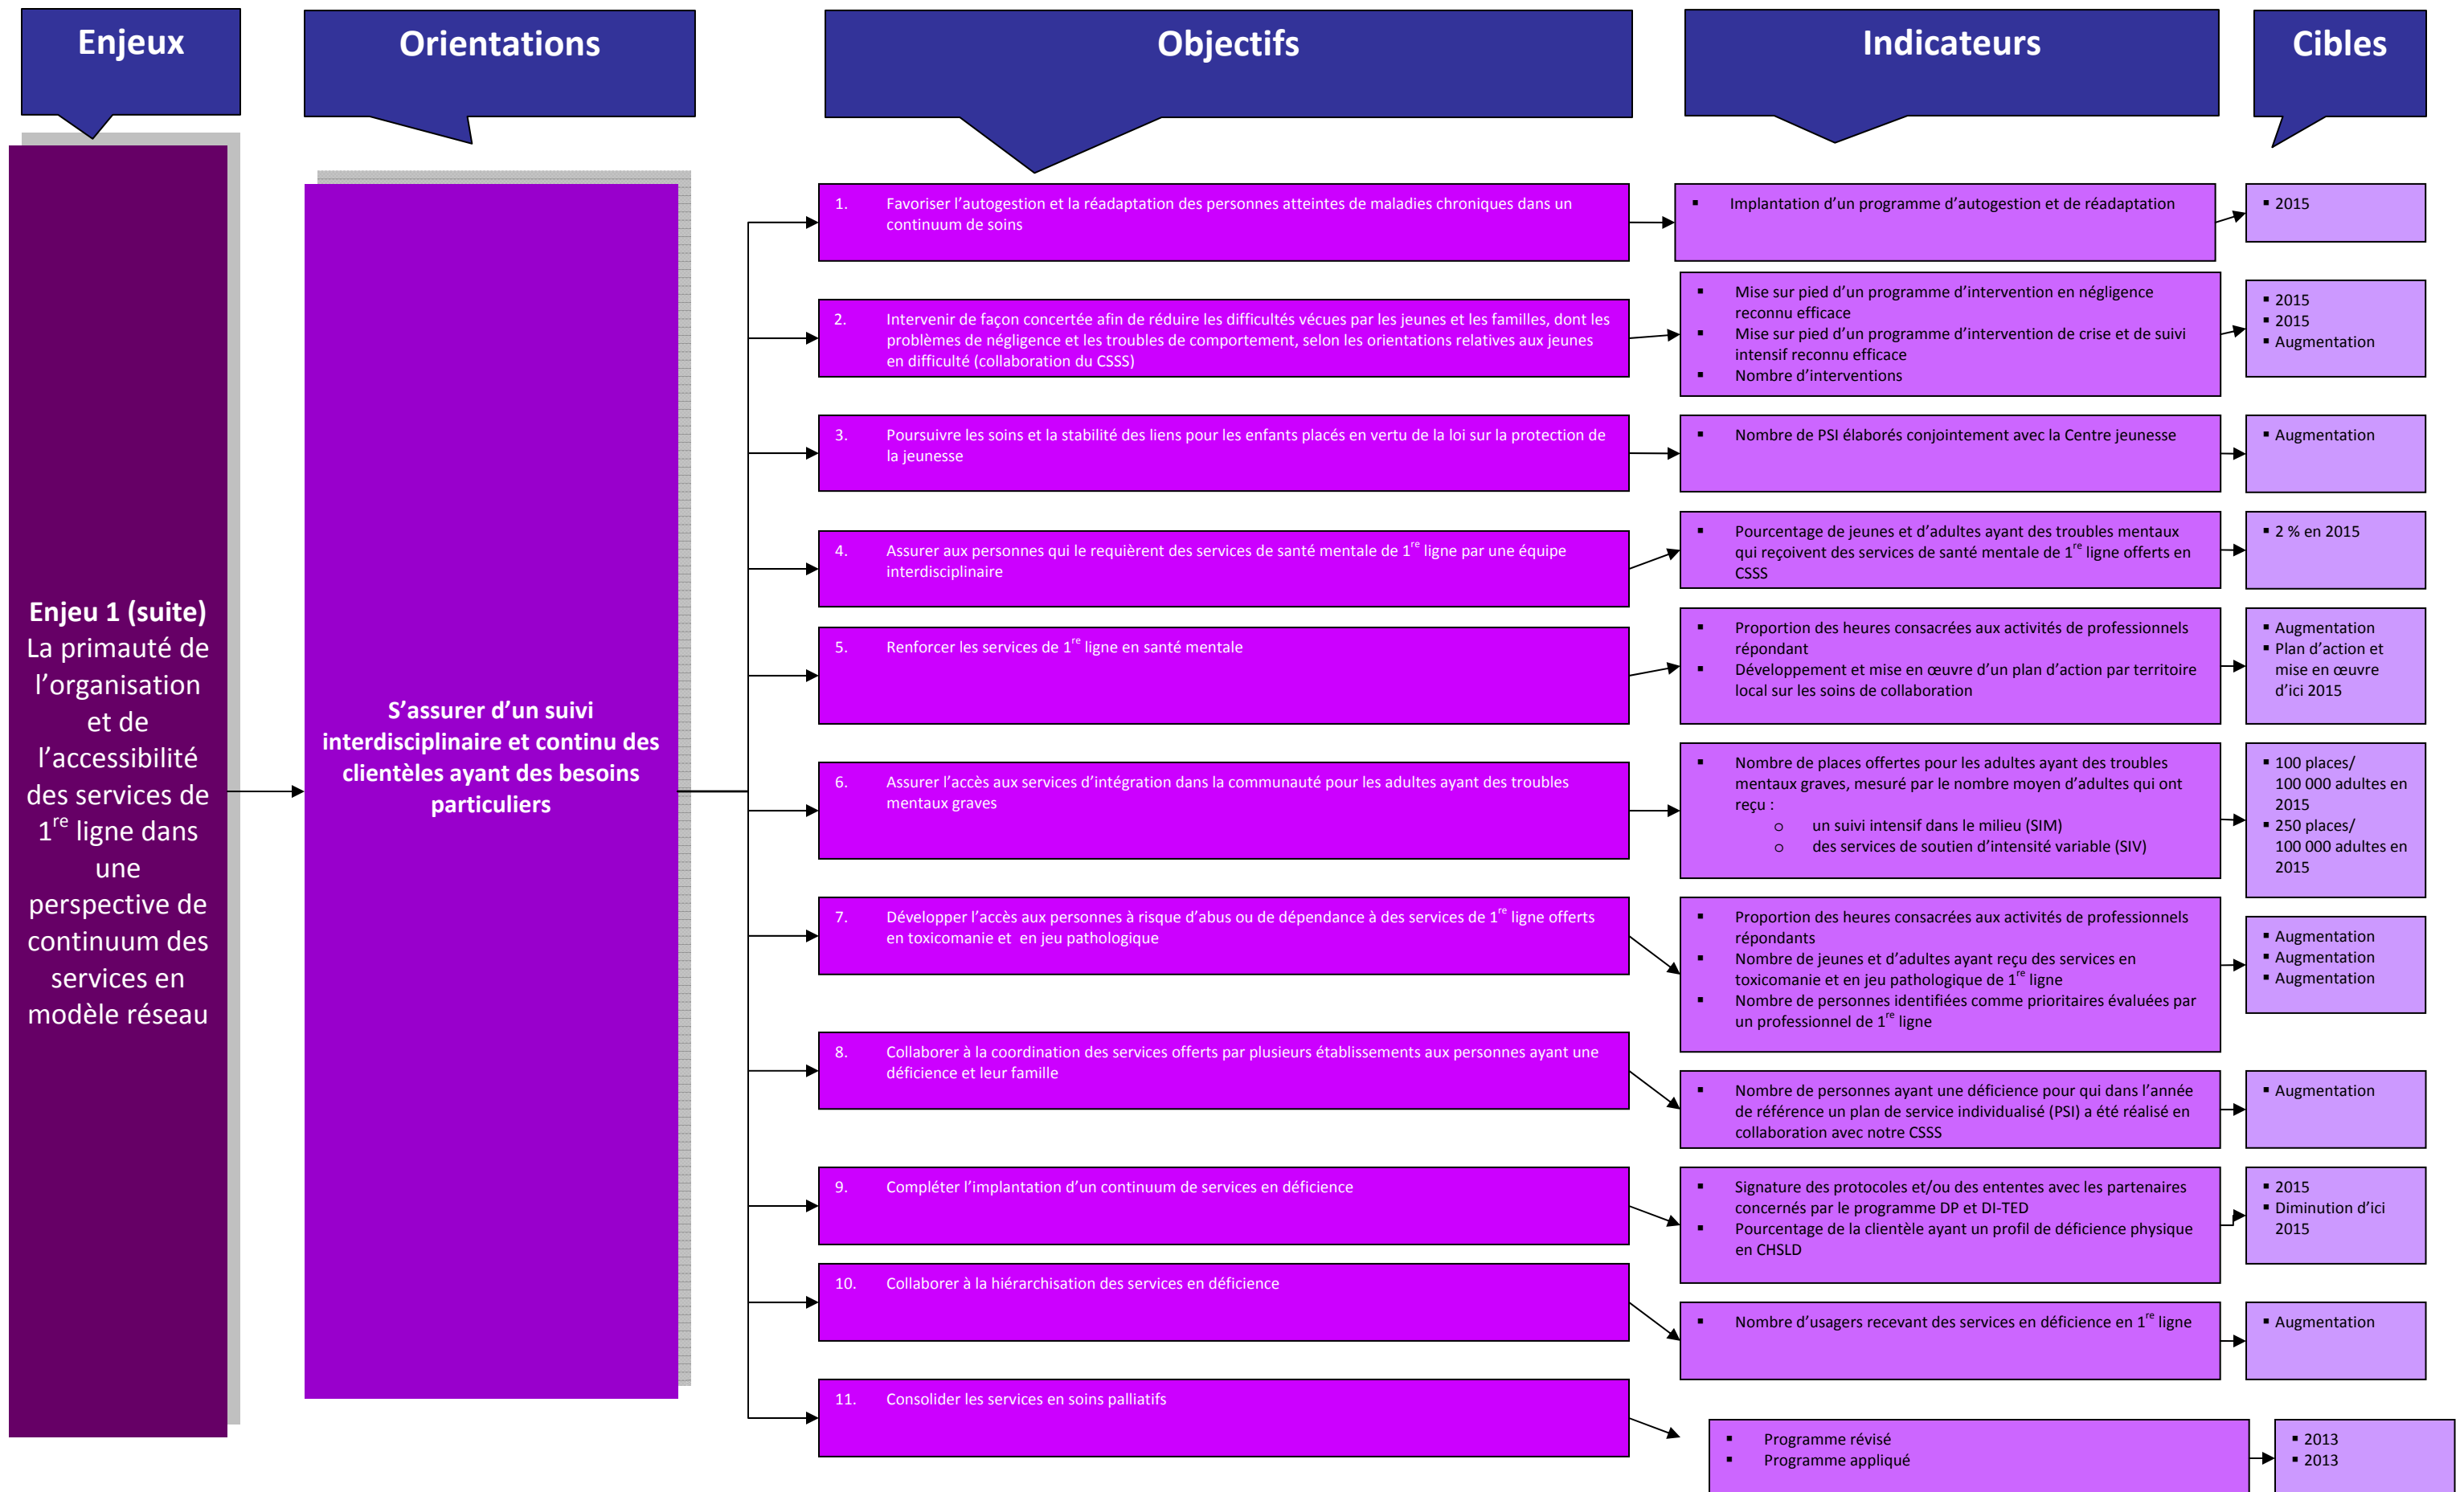 Enjeux
Orientations
Objectifs
Indicateurs
Cibles
Enjeu 1 (suite)
La primauté de
l’organisation
et de
l’accessibilité
des services de
1re ligne dans
une
perspective de
continuum des
services en
modèle réseau
S’assurer d’un suivi
interdisciplinaire et continu des
clientèles ayant des besoins
particuliers
1. Favoriser l’autogestion et la réadaptation des personnes atteintes de maladies chroniques dans un
continuum de soins
▪ Implantation d’un programme d’autogestion et de réadaptation
▪ 2015
2. Intervenir de façon concertée afin de réduire les difficultés vécues par les jeunes et les familles, dont les
problèmes de négligence et les troubles de comportement, selon les orientations relatives aux jeunes
en difficulté (collaboration du CSSS)
▪ Mise sur pied d’un programme d’intervention en négligence
reconnu efficace
▪ Mise sur pied d’un programme d’intervention de crise et de suivi
intensif reconnu efficace
▪ Nombre d’interventions
▪ 2015
▪ 2015
▪ Augmentation
3. Poursuivre les soins et la stabilité des liens pour les enfants placés en vertu de la loi sur la protection de
la jeunesse
▪ Nombre de PSI élaborés conjointement avec la Centre jeunesse
▪ Augmentation
4. Assurer aux personnes qui le requièrent des services de santé mentale de 1re ligne par une équipe
interdisciplinaire
▪ Pourcentage de jeunes et d’adultes ayant des troubles mentaux
qui reçoivent des services de santé mentale de 1re ligne offerts en
CSSS
▪ 2 % en 2015
5. Renforcer les services de 1re ligne en santé mentale
▪ Proportion des heures consacrées aux activités de professionnels
répondant
▪ Développement et mise en œuvre d’un plan d’action par territoire
local sur les soins de collaboration
▪ Augmentation
▪ Plan d’action et
mise en œuvre
d’ici 2015
6. Assurer l’accès aux services d’intégration dans la communauté pour les adultes ayant des troubles
mentaux graves
▪ Nombre de places offertes pour les adultes ayant des troubles
mentaux graves, mesuré par le nombre moyen d’adultes qui ont
reçu :
o un suivi intensif dans le milieu (SIM)
o des services de soutien d’intensité variable (SIV)
▪ 100 places/
100 000 adultes en
2015
▪ 250 places/
100 000 adultes en
2015
7. Développer l’accès aux personnes à risque d’abus ou de dépendance à des services de 1re ligne offerts
en toxicomanie et en jeu pathologique
▪ Proportion des heures consacrées aux activités de professionnels
répondants
▪ Nombre de jeunes et d’adultes ayant reçu des services en
toxicomanie et en jeu pathologique de 1re ligne
▪ Nombre de personnes identifiées comme prioritaires évaluées par
un professionnel de 1re ligne
▪ Augmentation
▪ Augmentation
▪ Augmentation
8. Collaborer à la coordination des services offerts par plusieurs établissements aux personnes ayant une
déficience et leur famille
▪ Nombre de personnes ayant une déficience pour qui dans l’année
de référence un plan de service individualisé (PSI) a été réalisé en
collaboration avec notre CSSS
▪ Augmentation
9. Compléter l’implantation d’un continuum de services en déficience
▪ Signature des protocoles et/ou des ententes avec les partenaires
concernés par le programme DP et DI-TED
▪ Pourcentage de la clientèle ayant un profil de déficience physique
en CHSLD
▪ 2015
▪ Diminution d’ici
2015
10. Collaborer à la hiérarchisation des services en déficience
▪ Nombre d’usagers recevant des services en déficience en 1re ligne
▪ Augmentation
11. Consolider les services en soins palliatifs
▪ Programme révisé
▪ Programme appliqué
▪ 2013
▪ 2013